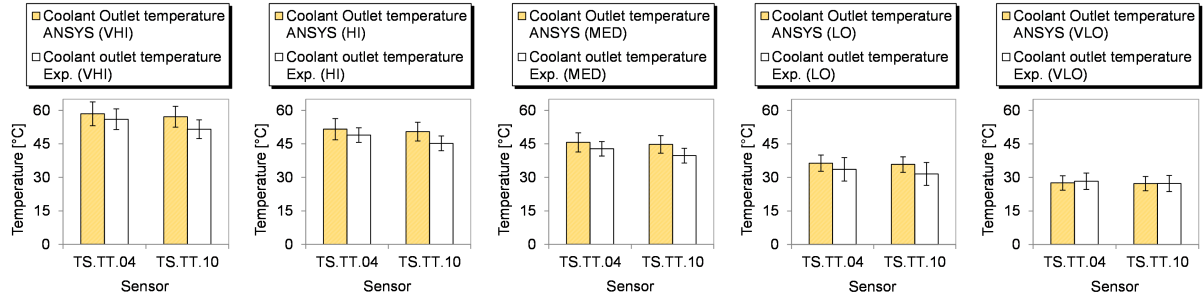 Coolant Outlet temperature
ANSYS (VHI)
Coolant outlet temperature
Exp. (VHI)
Temperature [°C]
60
45
30
15
0
TS.TT.04 TS.TT.10
Sensor
Coolant Outlet temperature
ANSYS (HI)
Coolant outlet temperature
Exp. (HI)
Temperature [°C]
60
45
30
15
0
TS.TT.04 TS.TT.10
Sensor
Coolant Outlet temperature
ANSYS (MED)
Coolant outlet temperature
Exp. (MED)
Temperature [°C]
60
45
30
15
0
TS.TT.04 TS.TT.10
Sensor
Coolant Outlet temperature
ANSYS (LO)
Coolant outlet temperature
Exp. (LO)
Temperature [°C]
60
45
30
15
0
TS.TT.04 TS.TT.10
Sensor
Coolant Outlet temperature
ANSYS (VLO)
Coolant outlet temperature
Exp. (VLO)
Temperature [°C]
60
45
30
15
0
TS.TT.04 TS.TT.10
Sensor